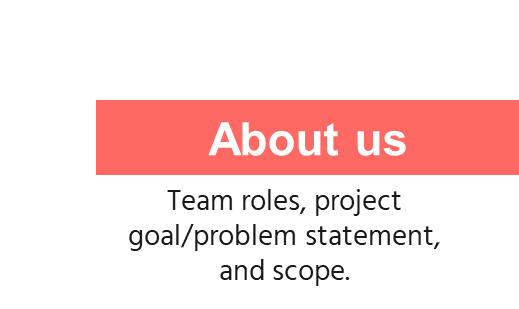 About us
Team roles, project
goal/problem statement,
and scope.